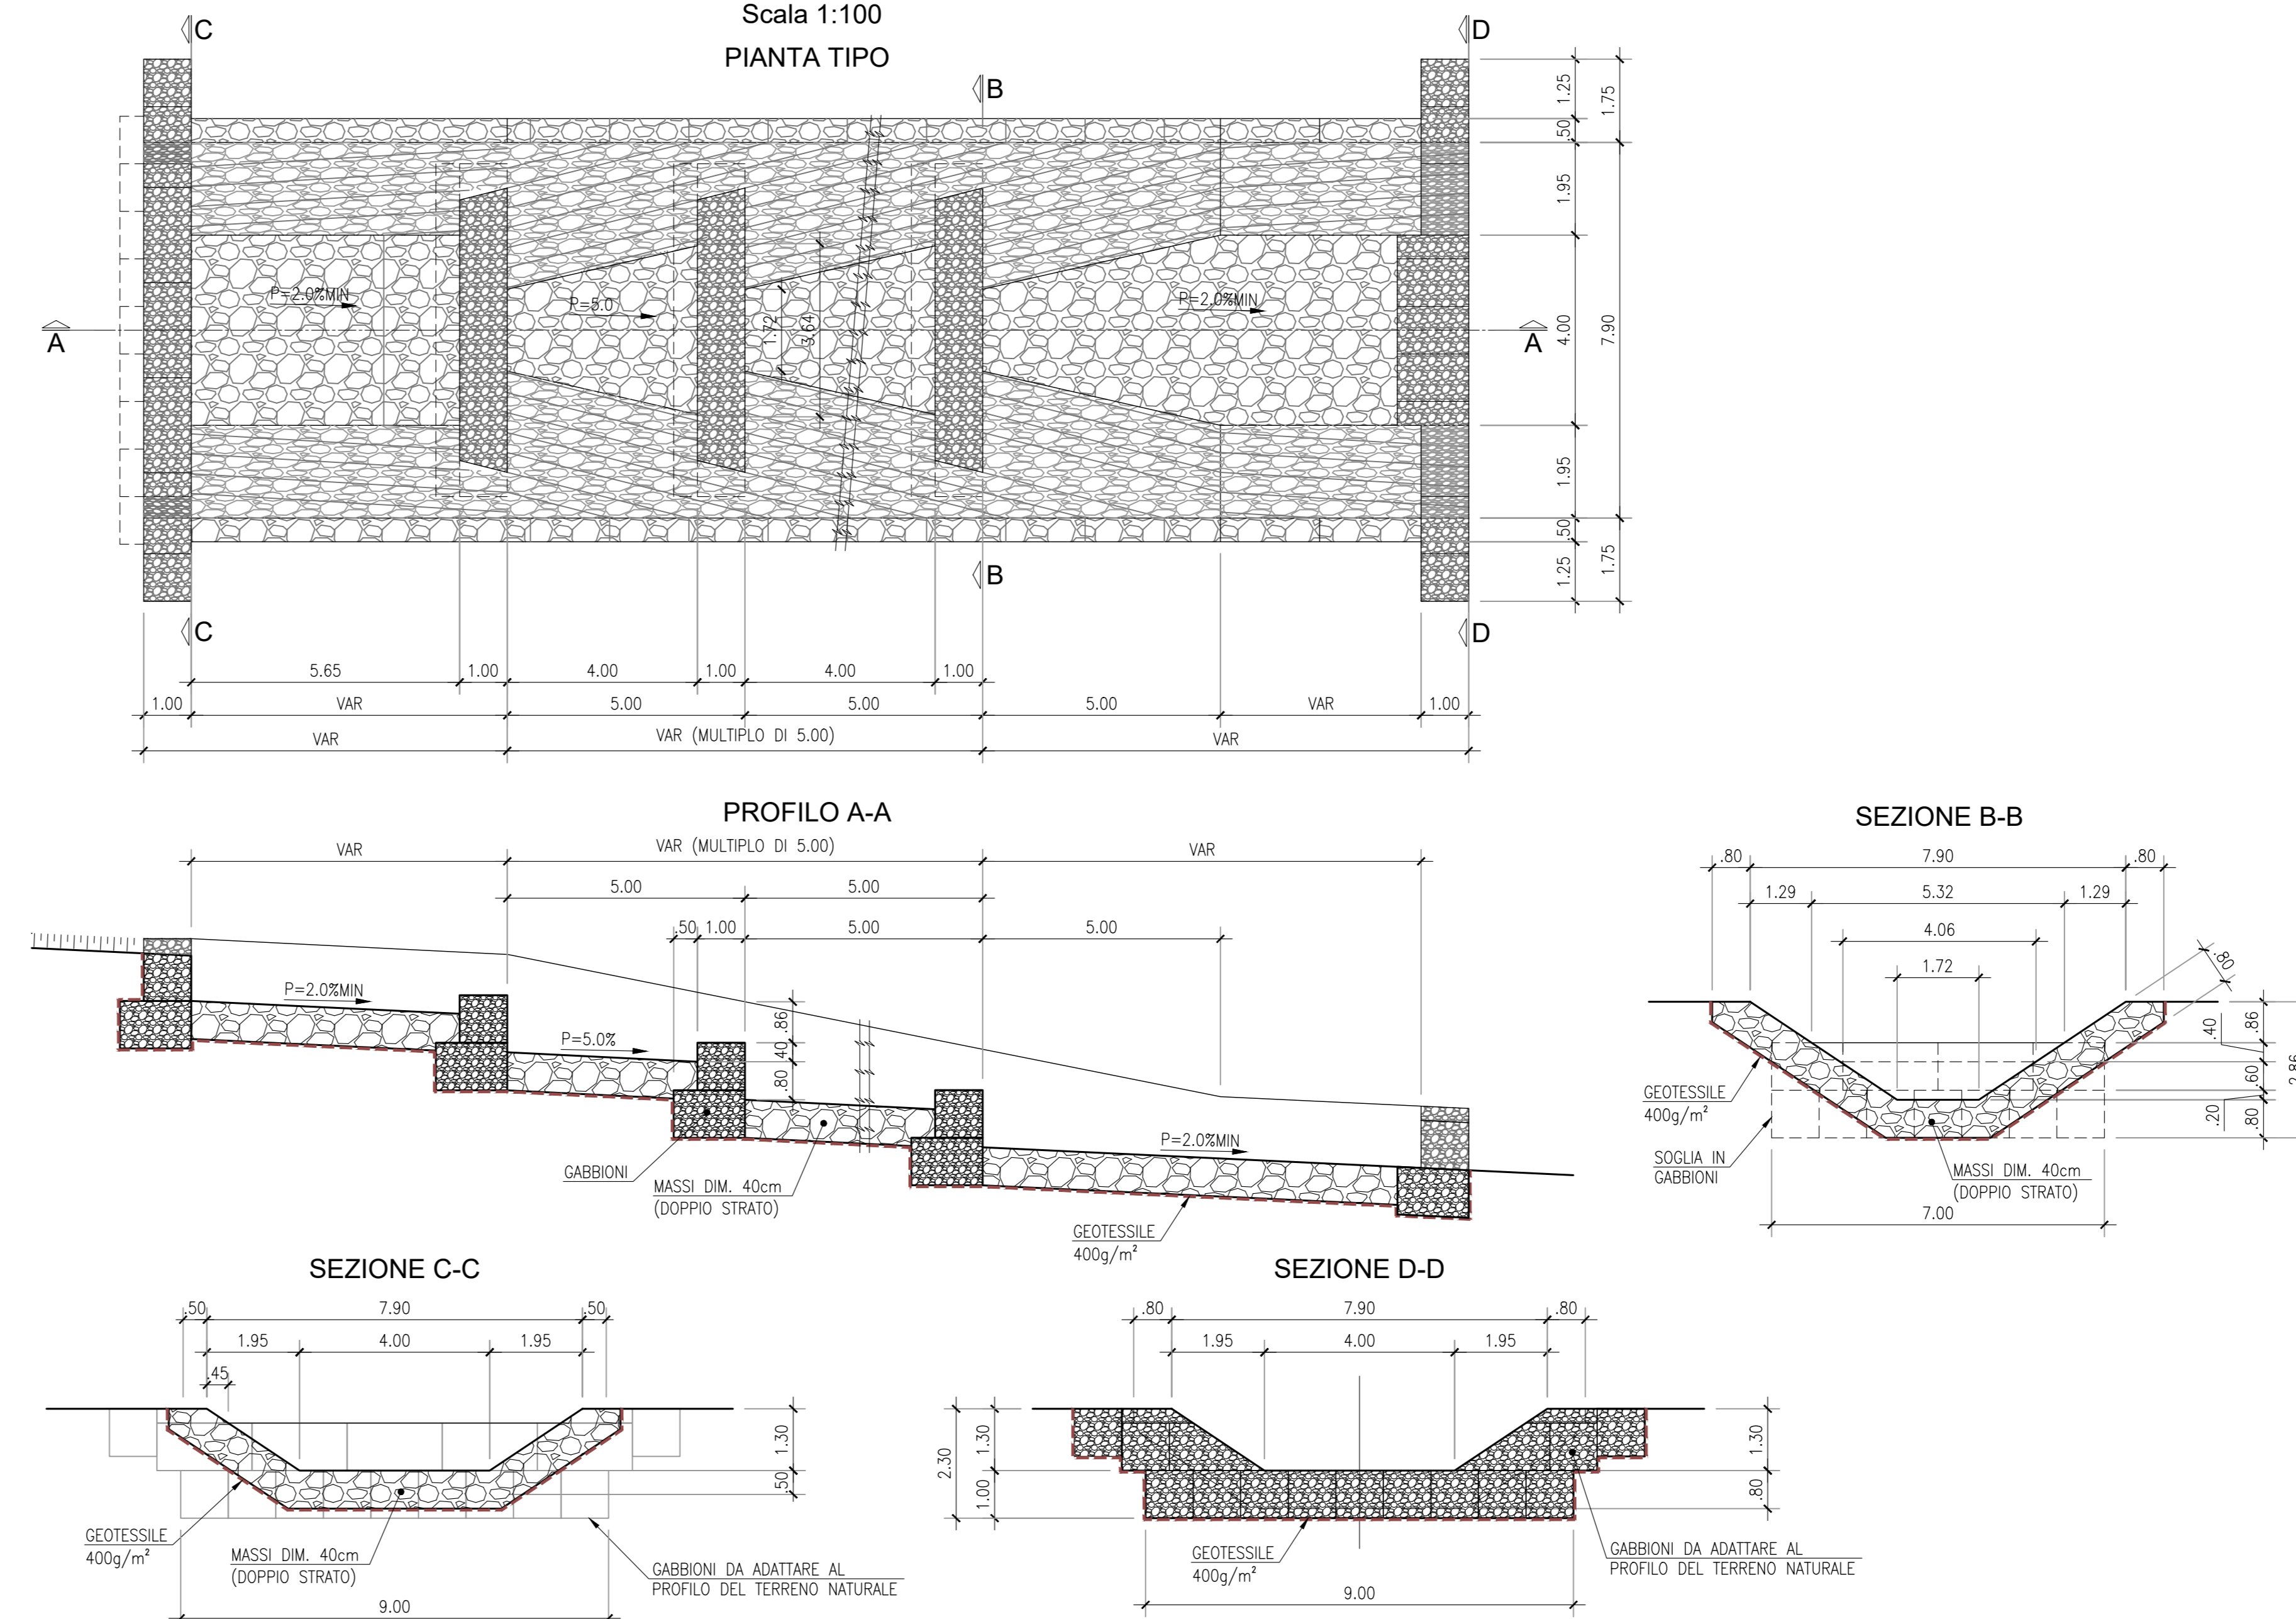 Scala 1:100
PIANTA TIPO
C
D
B
P=2.0%MIN
P=5.0
1.72
3.64
P=2.0%MIN
A
A
1.25
.50
1.95
4.00
1.95
.50
1.25
1.75
7.90
1.75
B
C
D
5.65
1.00
4.00
1.00
4.00
1.00
1.00
VAR
5.00
5.00
5.00
VAR
1.00
VAR
VAR (MULTIPLO DI 5.00)
VAR
PROFILO A-A
VAR
VAR (MULTIPLO DI 5.00)
VAR
5.00
5.00
.50
1.00
5.00
5.00
P=2.0%MIN
P=5.0%
.86
.40
.80
P=2.0%MIN
GABBIONI
MASSI DIM. 40cm
(DOPPIO STRATO)
GEOTESSILE
400g/m²
SEZIONE B-B
.80
7.90
.80
1.29
5.32
1.29
4.06
1.72
.80
.40
.86
.60
.20
.80
2.86
GEOTESSILE
400g/m²
SOGLIA IN
GABBIONI
MASSI DIM. 40cm
(DOPPIO STRATO)
7.00
SEZIONE C-C
.50
7.90
.50
1.95
4.00
1.95
.45
1.30
.50
GEOTESSILE
400g/m²
MASSI DIM. 40cm
(DOPPIO STRATO)
GABBIONI DA ADATTARE AL
PROFILO DEL TERRENO NATURALE
9.00
SEZIONE D-D
.80
7.90
.80
1.95
4.00
1.95
2.30
1.30
1.00
1.30
.80
GEOTESSILE
400g/m²
GABBIONI DA ADATTARE AL
PROFILO DEL TERRENO NATURALE
9.00